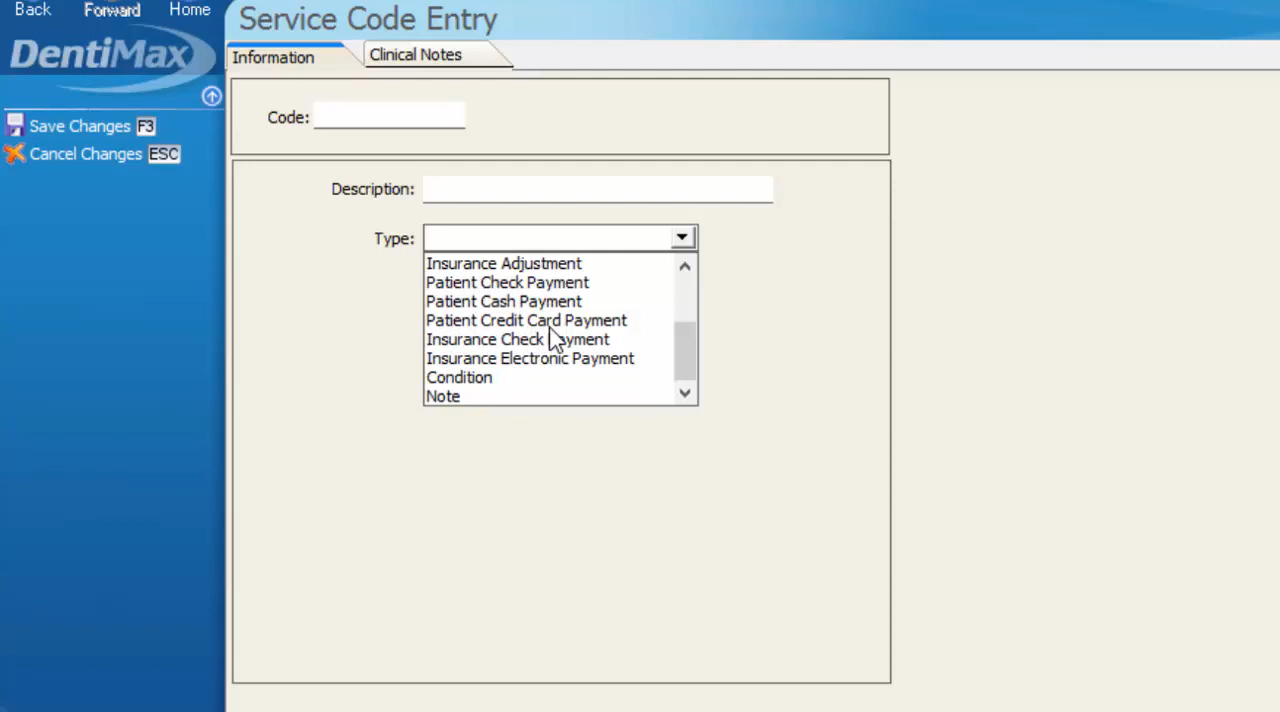 Back Forward Home
Service Code Entry
DentiMax
Information Clinical Notes
Save Changes F3
Cancel Changes ESC
Code:
Description:
Type:
Insurance Adjustment
Patient Check Payment
Patient Cash Payment
Patient Credit Card Payment
Insurance Check Payment
Insurance Electronic Payment
Condition
Note